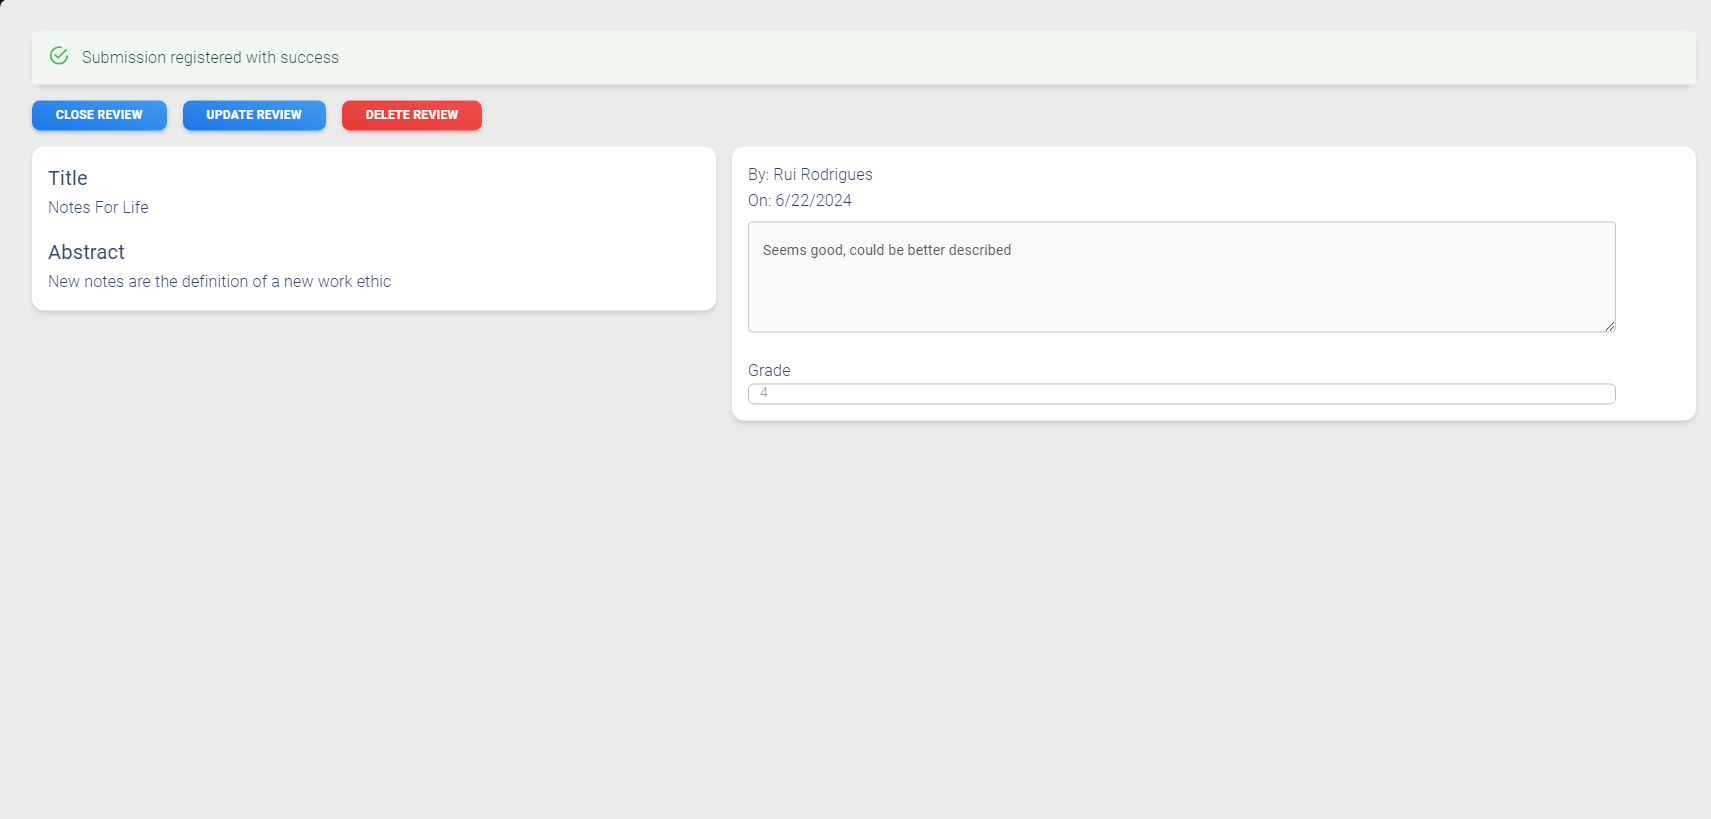 Submission registered with success
CLOSE REVIEW UPDATE REVIEW DELETE REVIEW
Title
Notes For Life
Abstract
New notes are the definition of a new work ethic
By: Rui Rodrigues
On: 6/22/2024
Seems good, could be better described
Grade
4